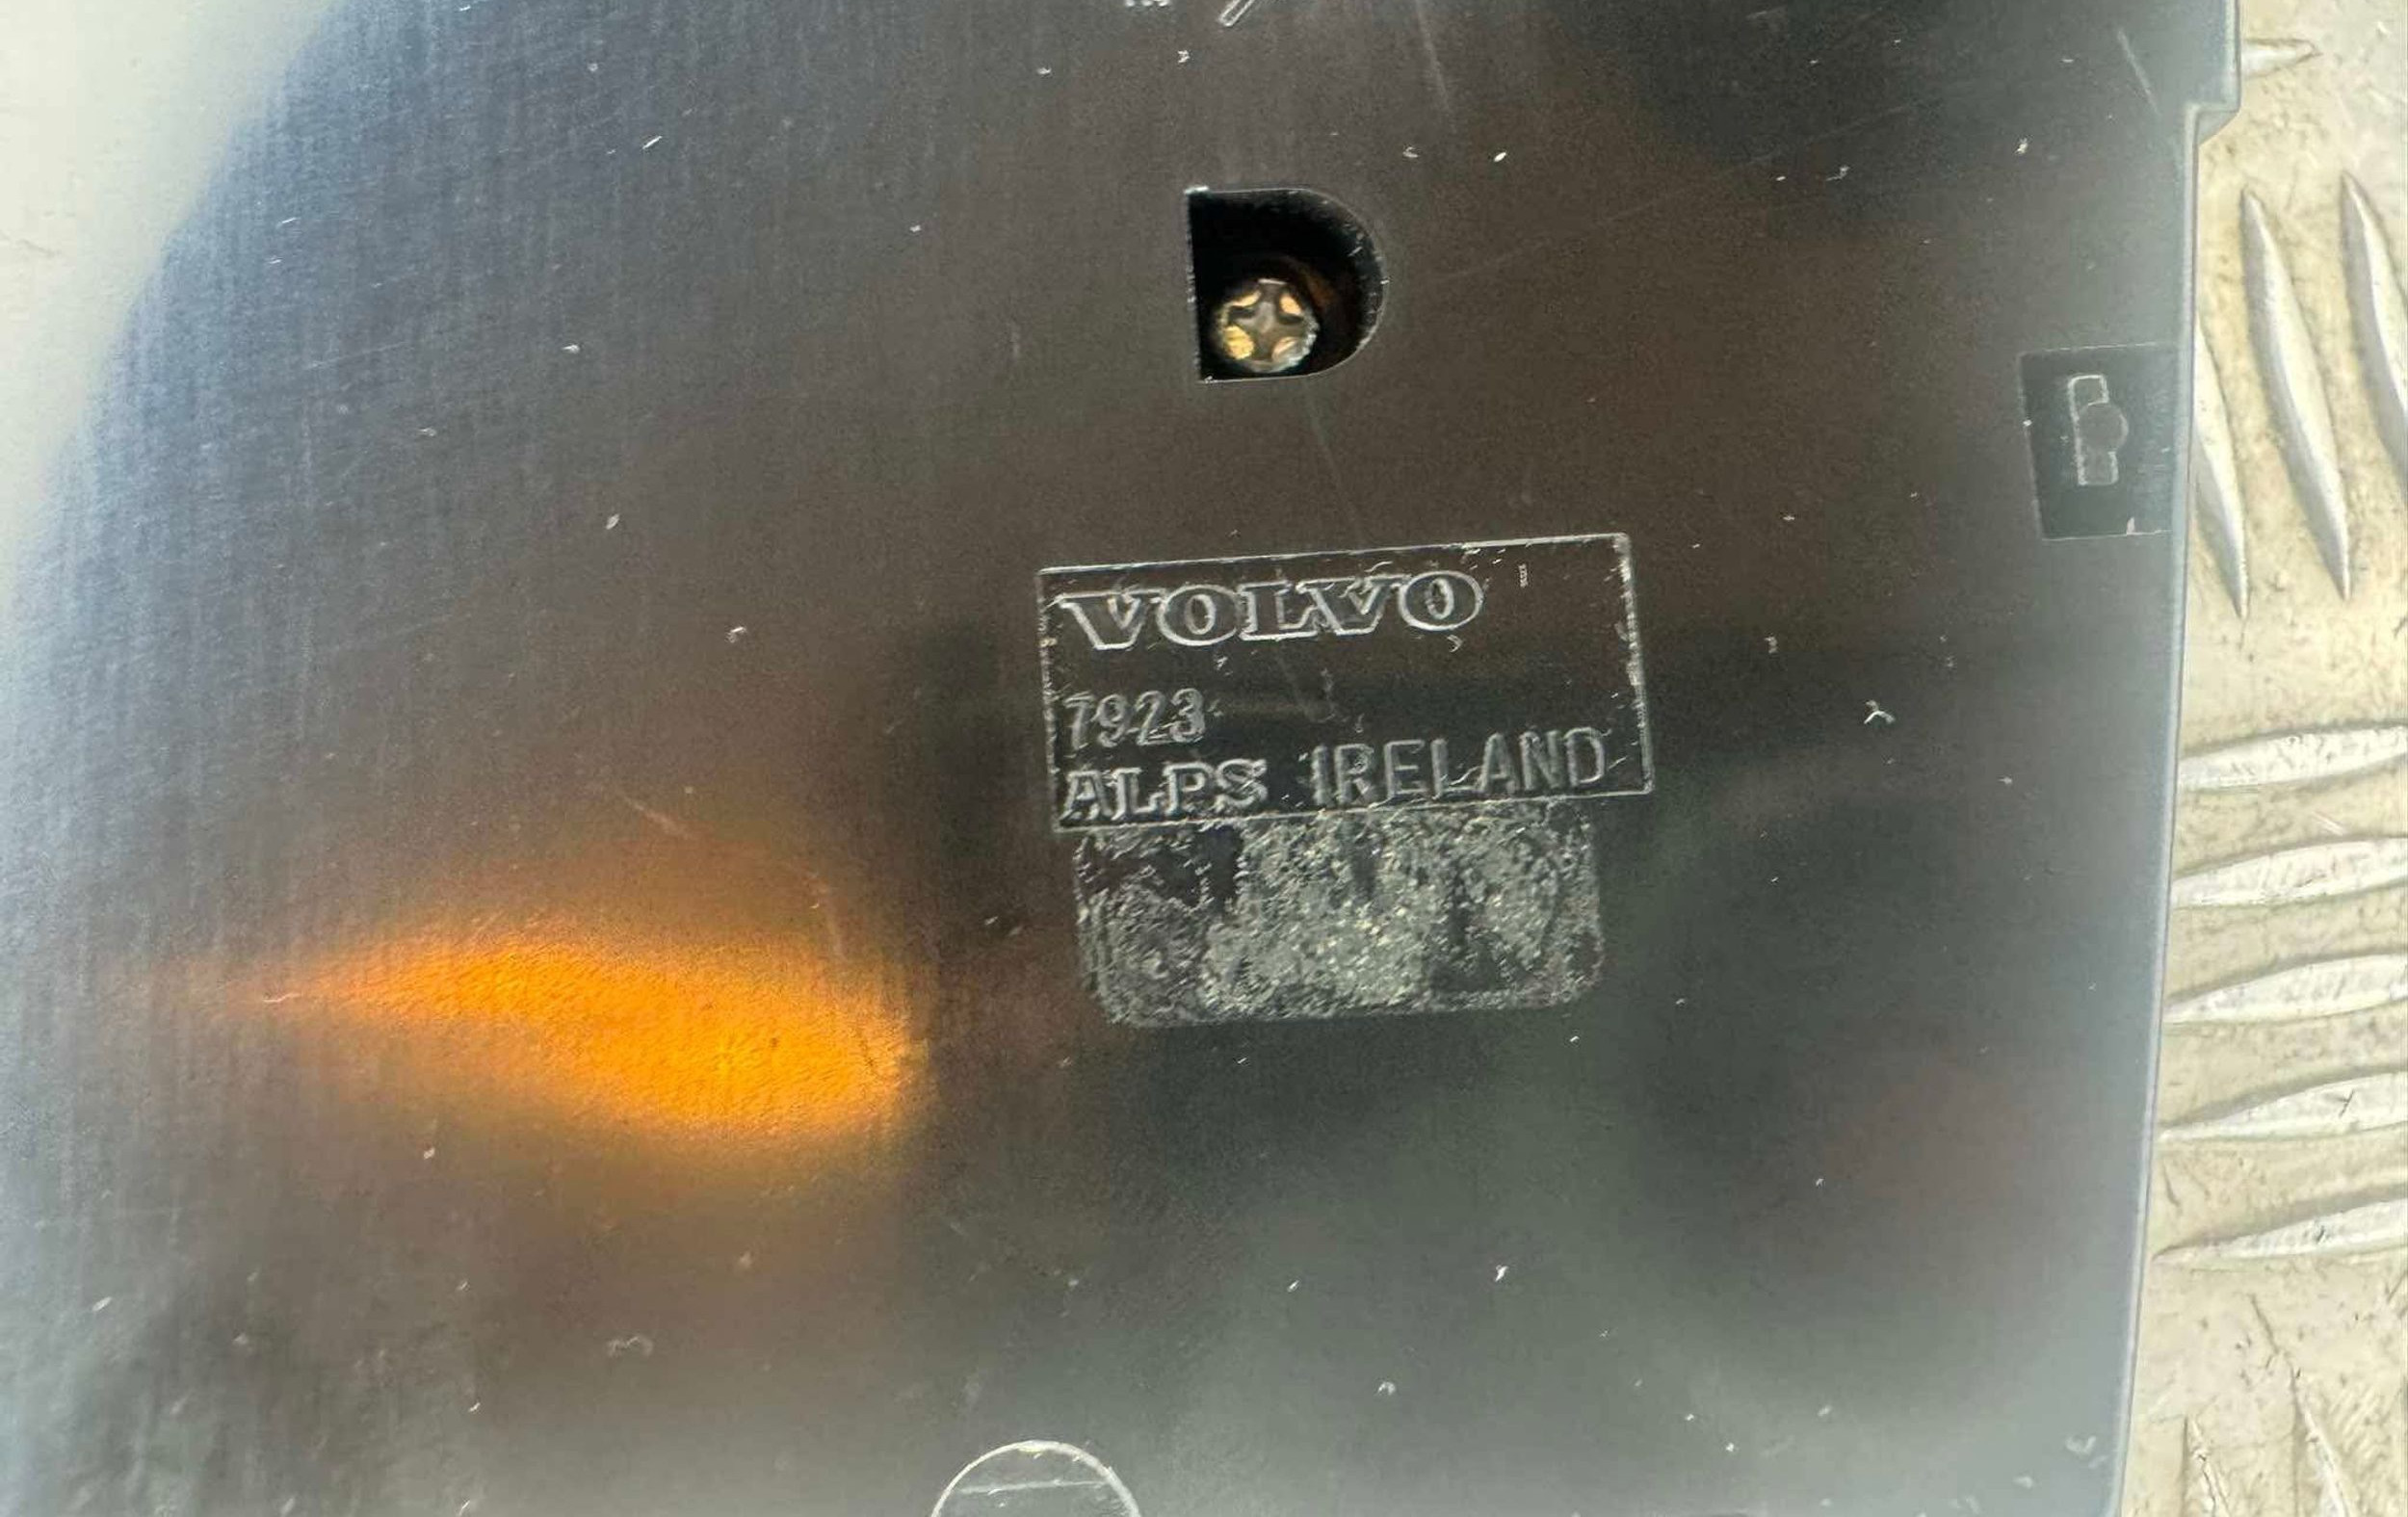 VOLVO
7923
ALPS IRELAND